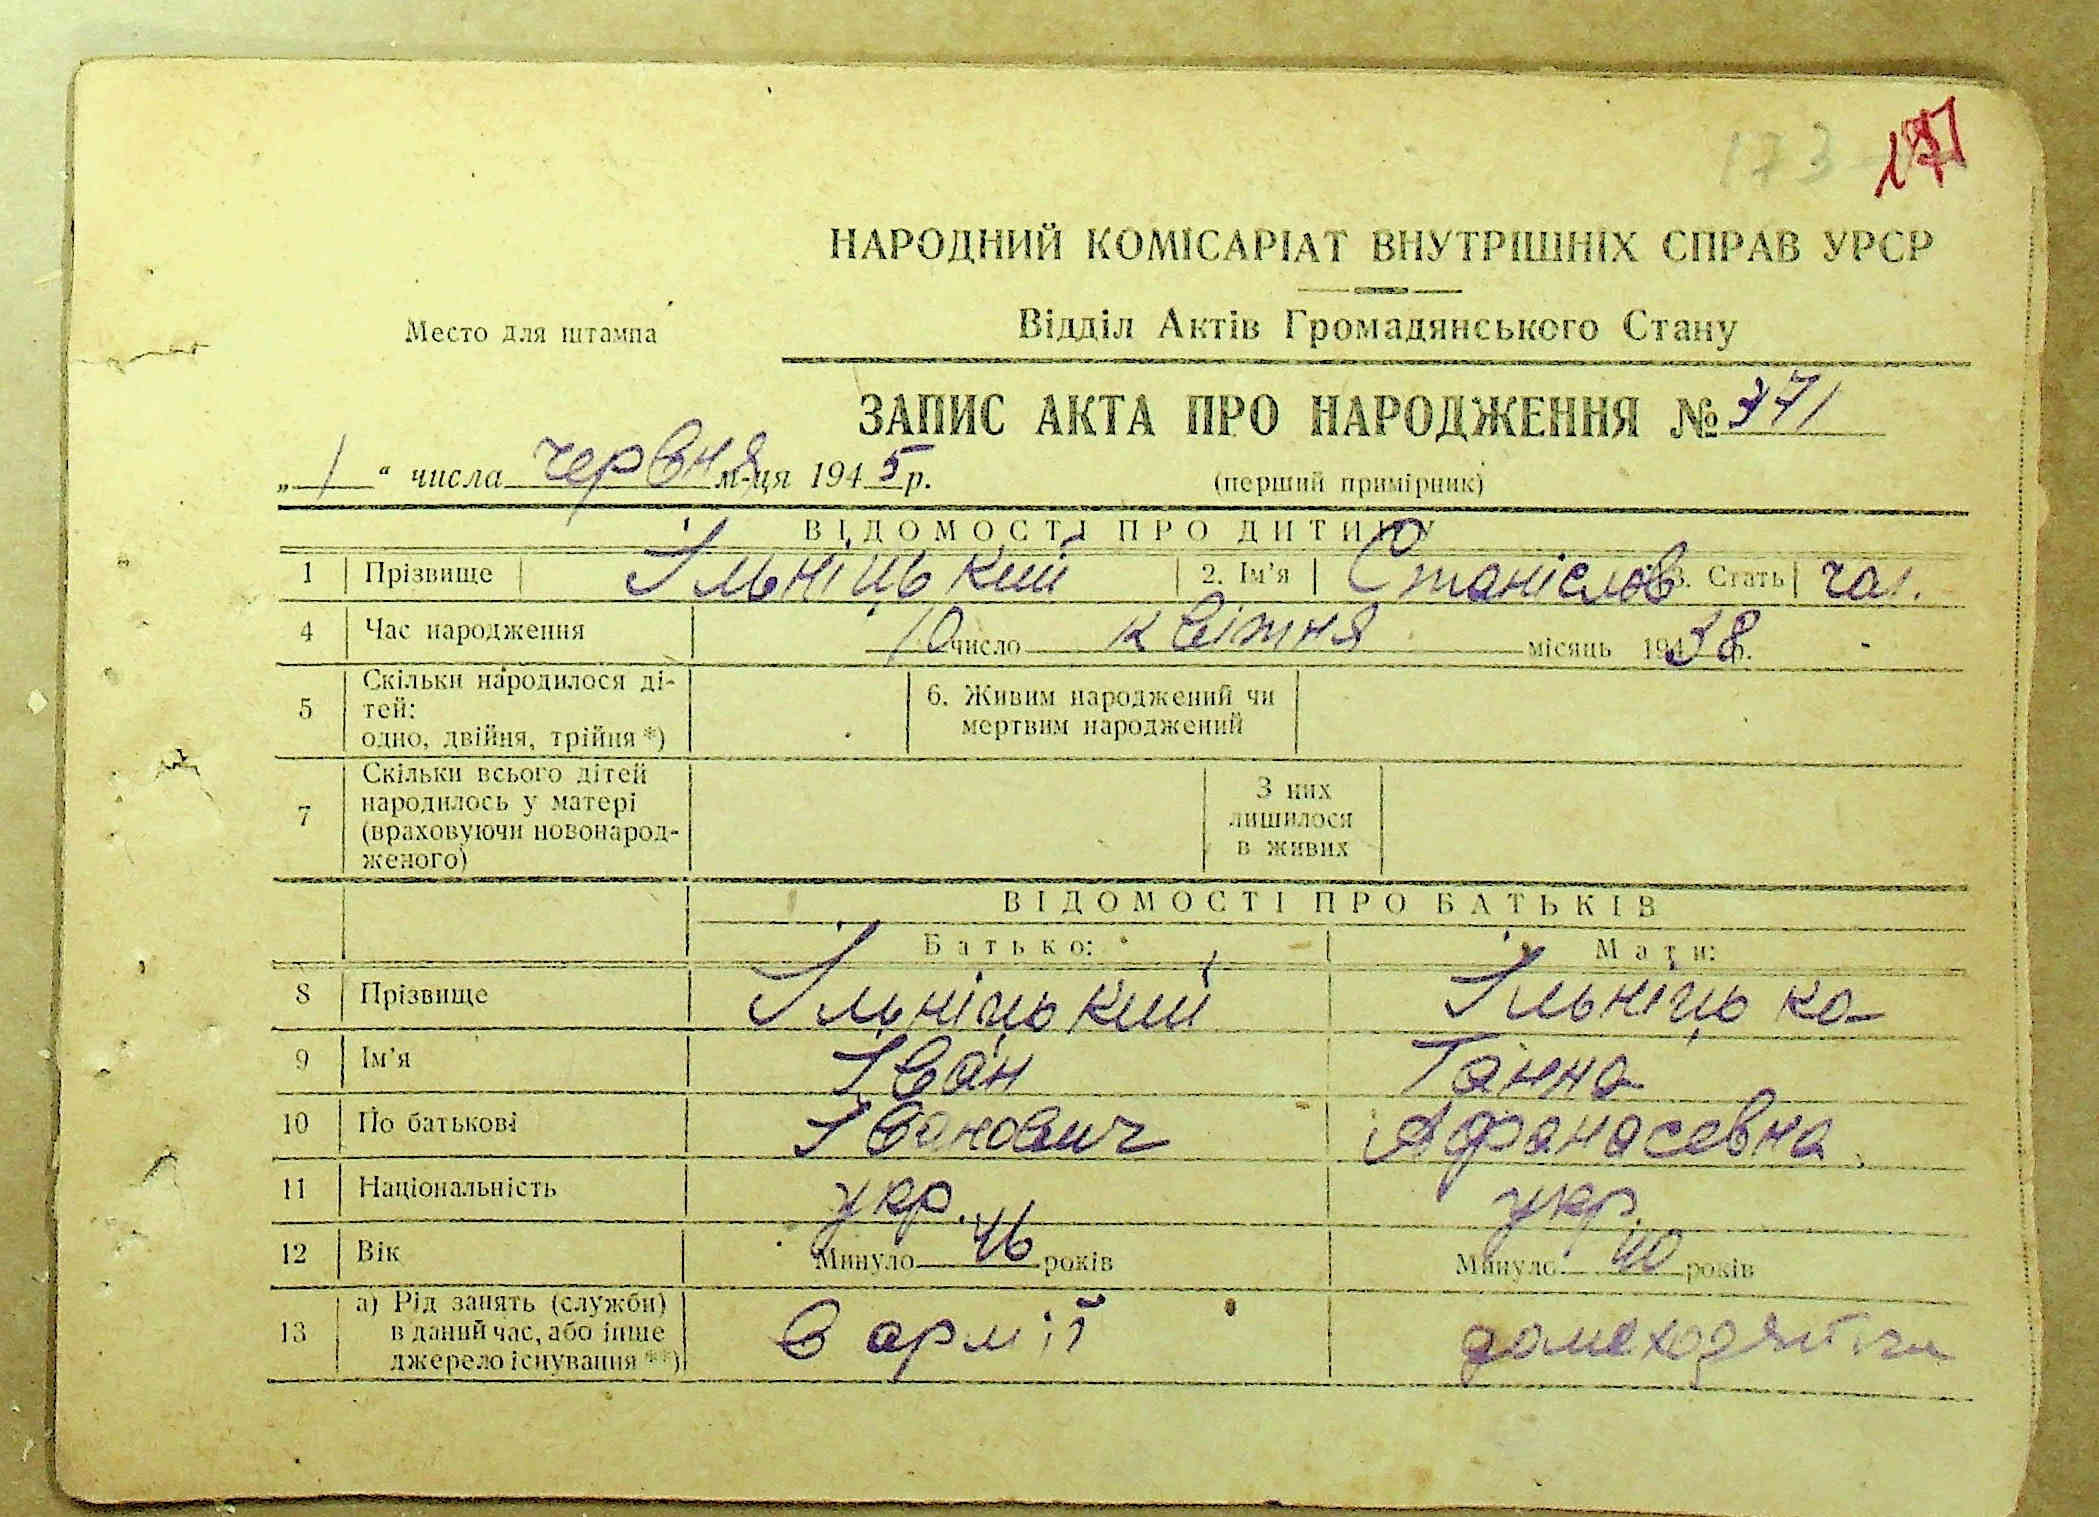 173
НАРОДНИЙ КОМІСАРІАТ ВНУТРІШНІХ СПРАВ УРСР
Место для штампа
Відділ Актів Громадянського Стану
ЗАПИС АКТА ПРО НАРОДЖЕННЯ № 371
„ 1 “ числа червня м-ця 1945 р. (перший примірник)
ВІДОМОСТІ ПРО ДИТИНУ
1 Прізвище Ільніцький 2. Ім'я Станіслов 3. Стать чол.
4 Час народження 10 число квітня місяць 1938 р.
5 Скільки народилося ді-
тей:
одно, двійня, трійня *)
6. Живим народжений чи
мертвим народжений
7 Скільки всього дітей
народилось у матері
(враховуючи новонарод-
женого)
З них
лишилося
в живих
ВІДОМОСТІ ПРО БАТЬКІВ
Батько: Мати:
8 Прізвище Ільніцький Ільніцька
9 Ім'я Іван Ганна
10 По батькові Іванович Афанасевна
11 Національність укр. укр.
12 Вік Минуло 46 років Минуло 40 років
13 а) Рід занять (служби)
в даний час, або інше
джерело існування **)
в армії